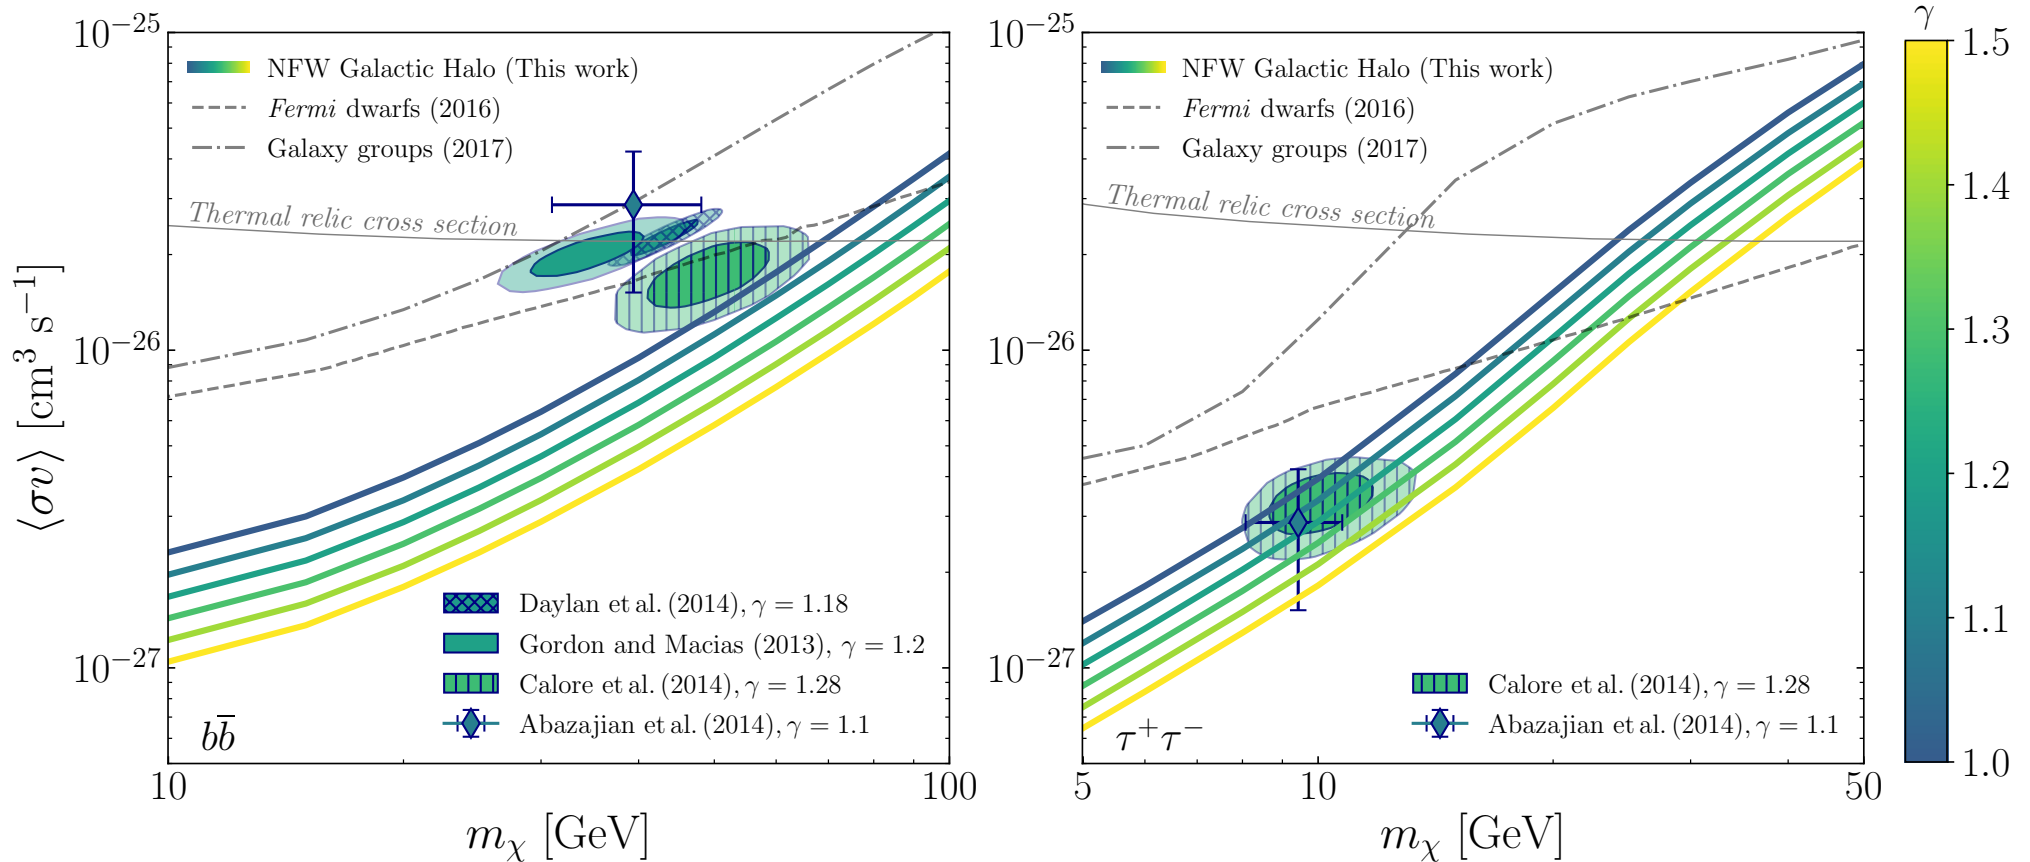 10⁻²⁵
10⁻²⁶
10⁻²⁷
⟨σv⟩ [cm³ s⁻¹]
NFW Galactic Halo (This work)
Fermi dwarfs (2016)
Galaxy groups (2017)
Thermal relic cross section
Daylan et al. (2014), γ = 1.18
Gordon and Macias (2013), γ = 1.2
Calore et al. (2014), γ = 1.28
Abazajian et al. (2014), γ = 1.1
bb̅
10
100
m_χ [GeV]
10⁻²⁵
10⁻²⁶
10⁻²⁷
NFW Galactic Halo (This work)
Fermi dwarfs (2016)
Galaxy groups (2017)
Thermal relic cross section
Calore et al. (2014), γ = 1.28
Abazajian et al. (2014), γ = 1.1
τ⁺τ⁻
5
10
50
m_χ [GeV]
γ
1.5
1.4
1.3
1.2
1.1
1.0